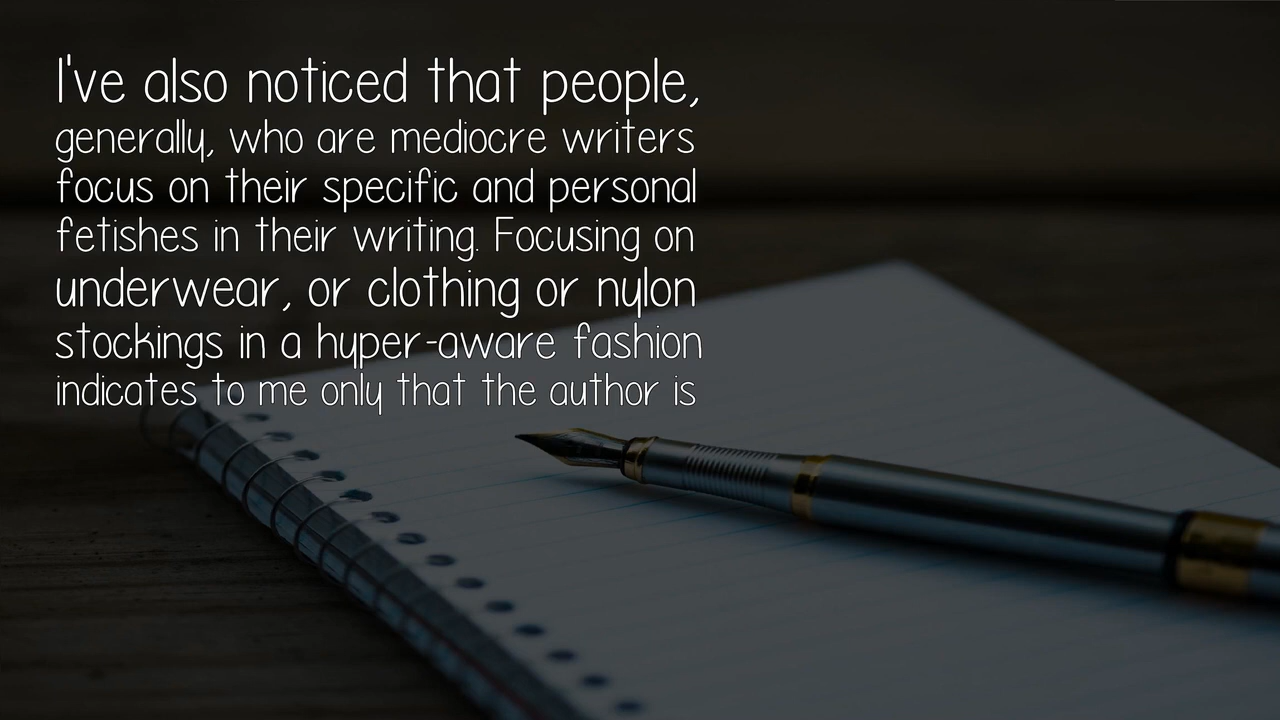 I've also noticed that people,
generally, who are mediocre writers
focus on their specific and personal
fetishes in their writing. Focusing on
underwear, or clothing or nylon
stockings in a hyper-aware fashion
indicates to me only that the author is